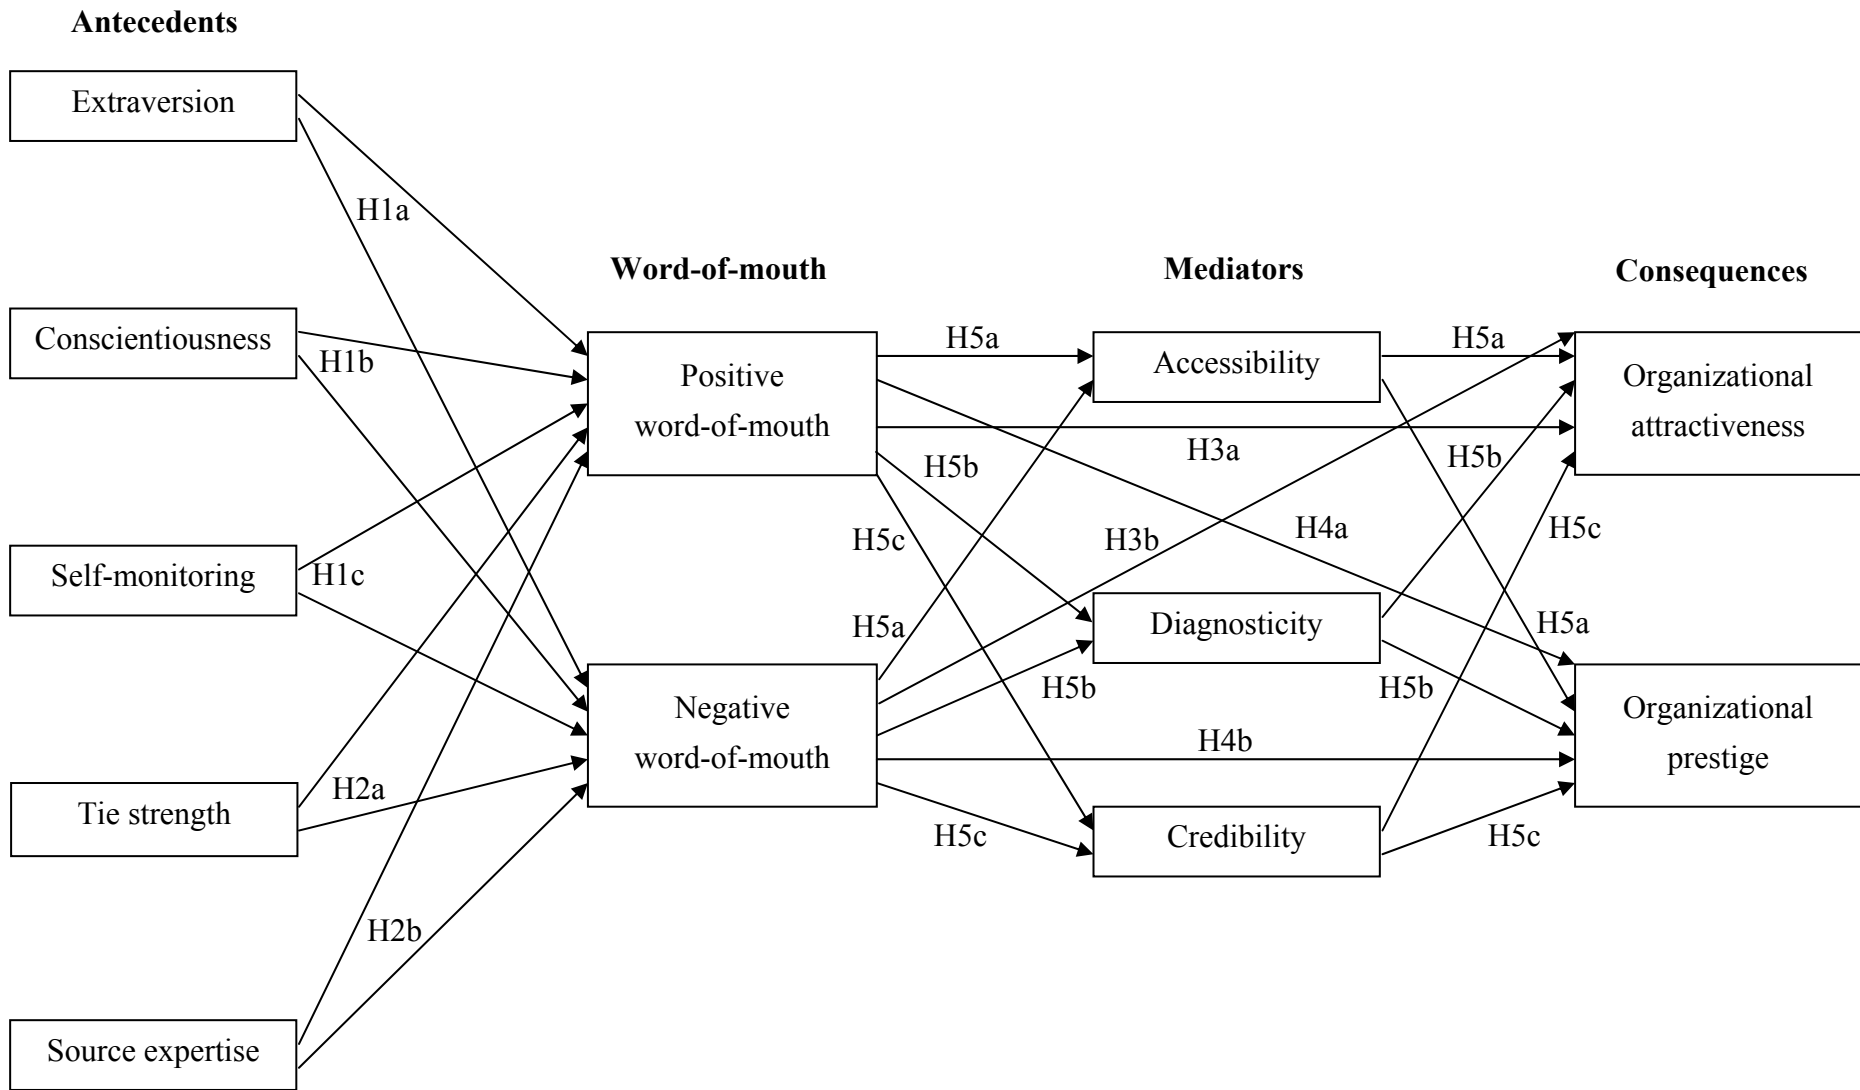 Antecedents
Extraversion
H1a
Word-of-mouth
Mediators
Consequences
Conscientiousness
H1b
Positive
word-of-mouth
H5a
Accessibility
H5a
Organizational
attractiveness
H3a
H5b
H5b
H5c
H3b
H4a
H5c
Self-monitoring
H1c
H5a
Diagnosticity
H5a
H5b
H5b
Negative
word-of-mouth
H4b
Organizational
prestige
Tie strength
H2a
H5c
Credibility
H5c
H2b
Source expertise